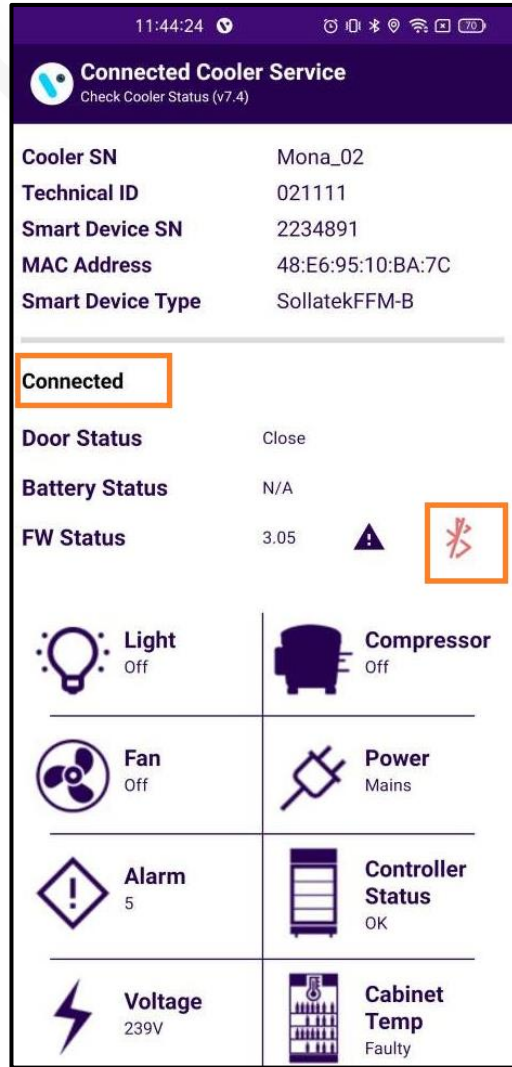 11:44:24 70
Connected Cooler Service
Check Cooler Status (v7.4)
Cooler SN Mona_02
Technical ID 021111
Smart Device SN 2234891
MAC Address 48:E6:95:10:BA:7C
Smart Device Type SollatekFFM-B
Connected
Door Status Close
Battery Status N/A
FW Status 3.05
Light Compressor
Off Off
Fan Power
Off Mains
Alarm Controller
5 Status
OK
Voltage Cabinet
239V Temp
Faulty